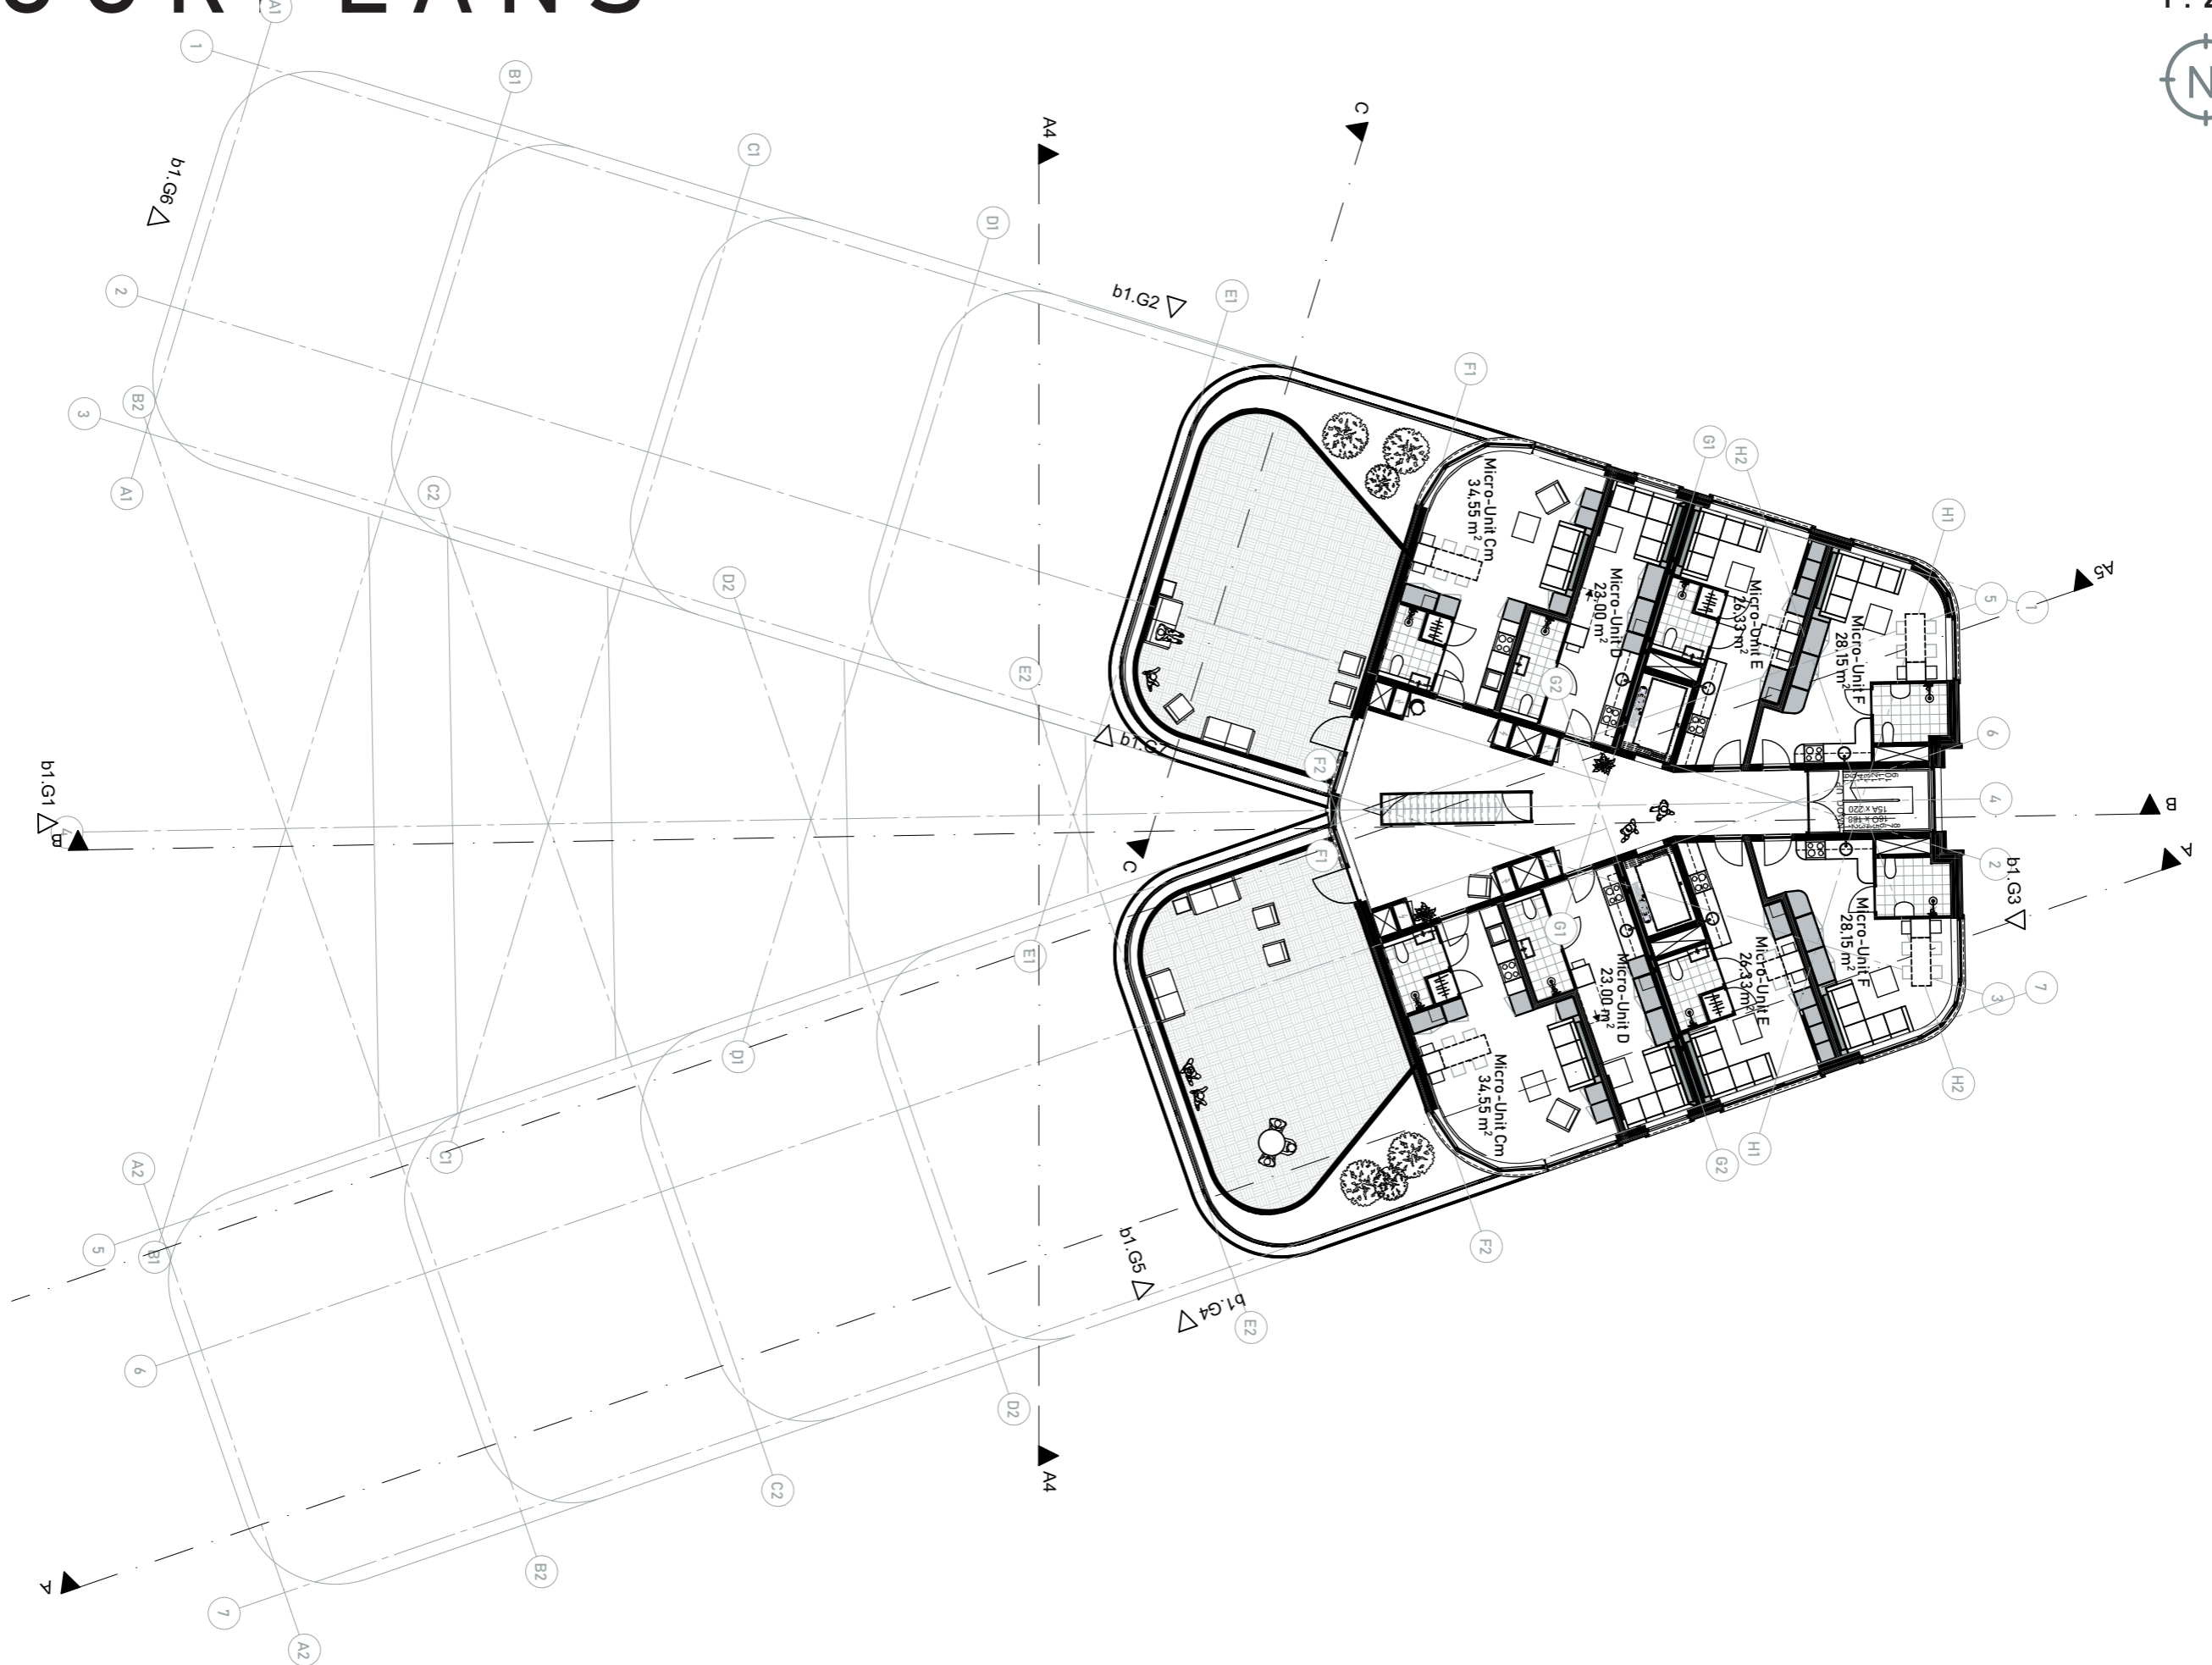 A1
1
B1
C1
A4
C
D1
b1.G6
2
b1.G2
E1
F1
B2
3
A1
C2
G1
H2
H1
Micro-Unit Cm
34,55 m²
Micro-Unit D
23,00 m²
Micro-Unit E
26,33 m²
Micro-Unit F
28,15 m²
A5
5
1
D2
E2
G2
6
b1.G7
F2
b1.G1
4
B
4
B
C
F1
2
A
b1.G3
G1
E1
Micro-Unit Cm
34,55 m²
Micro-Unit D
23,00 m²
Micro-Unit E
26,33 m²
Micro-Unit F
28,15 m²
3
7
D1
H2
C1
A2
H1
G2
5
B1
b1.G5
F2
b1.G4
E2
6
D2
A4
C2
B2
A
7
A2
N